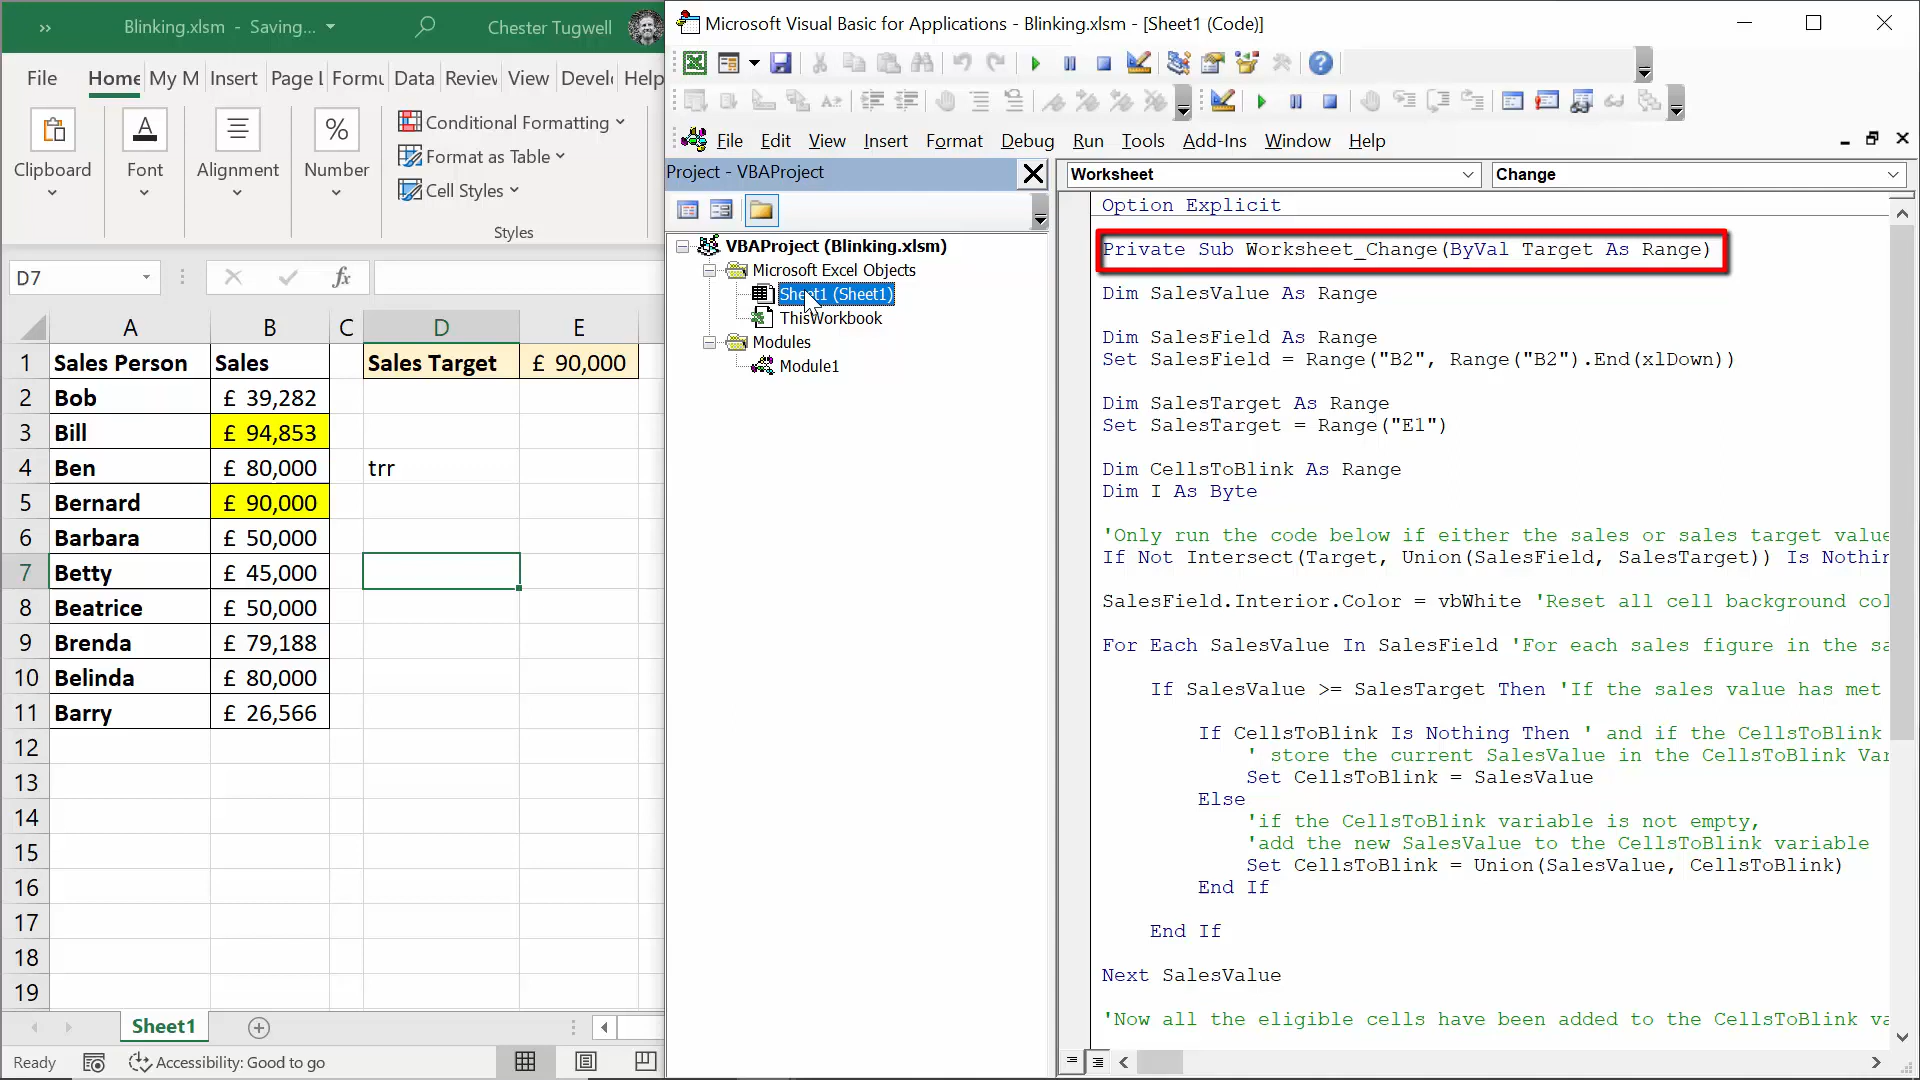 Blinking.xlsm - Saving...
Chester Tugwell
File Home My M Insert Page L Formu Data Review View Devel Help
Clipboard
Font
Alignment
Number
Conditional Formatting
Format as Table
Cell Styles
Styles
D7
fx
A B C D E
1 Sales Person Sales Sales Target £ 90,000
2 Bob £ 39,282
3 Bill £ 94,853
4 Ben £ 80,000 trr
5 Bernard £ 90,000
6 Barbara £ 50,000
7 Betty £ 45,000
8 Beatrice £ 50,000
9 Brenda £ 79,188
10 Belinda £ 80,000
11 Barry £ 26,566
12
13
14
15
16
17
18
19
Sheet1
Ready Accessibility: Good to go
Microsoft Visual Basic for Applications - Blinking.xlsm - [Sheet1 (Code)]
File Edit View Insert Format Debug Run Tools Add-Ins Window Help
Project - VBAProject
VBAProject (Blinking.xlsm)
Microsoft Excel Objects
Sheet1 (Sheet1)
ThisWorkbook
Modules
Module1
Worksheet Change
Option Explicit
Private Sub Worksheet_Change(ByVal Target As Range)
Dim SalesValue As Range
Dim SalesField As Range
Set SalesField = Range("B2", Range("B2").End(xlDown))
Dim SalesTarget As Range
Set SalesTarget = Range("E1")
Dim CellsToBlink As Range
Dim I As Byte
'Only run the code below if either the sales or sales target value
If Not Intersect(Target, Union(SalesField, SalesTarget)) Is Nothin
SalesField.Interior.Color = vbWhite 'Reset all cell background col
For Each SalesValue In SalesField 'For each sales figure in the sa
If SalesValue >= SalesTarget Then 'If the sales value has met
If CellsToBlink Is Nothing Then ' and if the CellsToBlink
' store the current SalesValue in the CellsToBlink Var
Set CellsToBlink = SalesValue
Else
'if the CellsToBlink variable is not empty,
'add the new SalesValue to the CellsToBlink variable
Set CellsToBlink = Union(SalesValue, CellsToBlink)
End If
End If
Next SalesValue
'Now all the eligible cells have been added to the CellsToBlink va